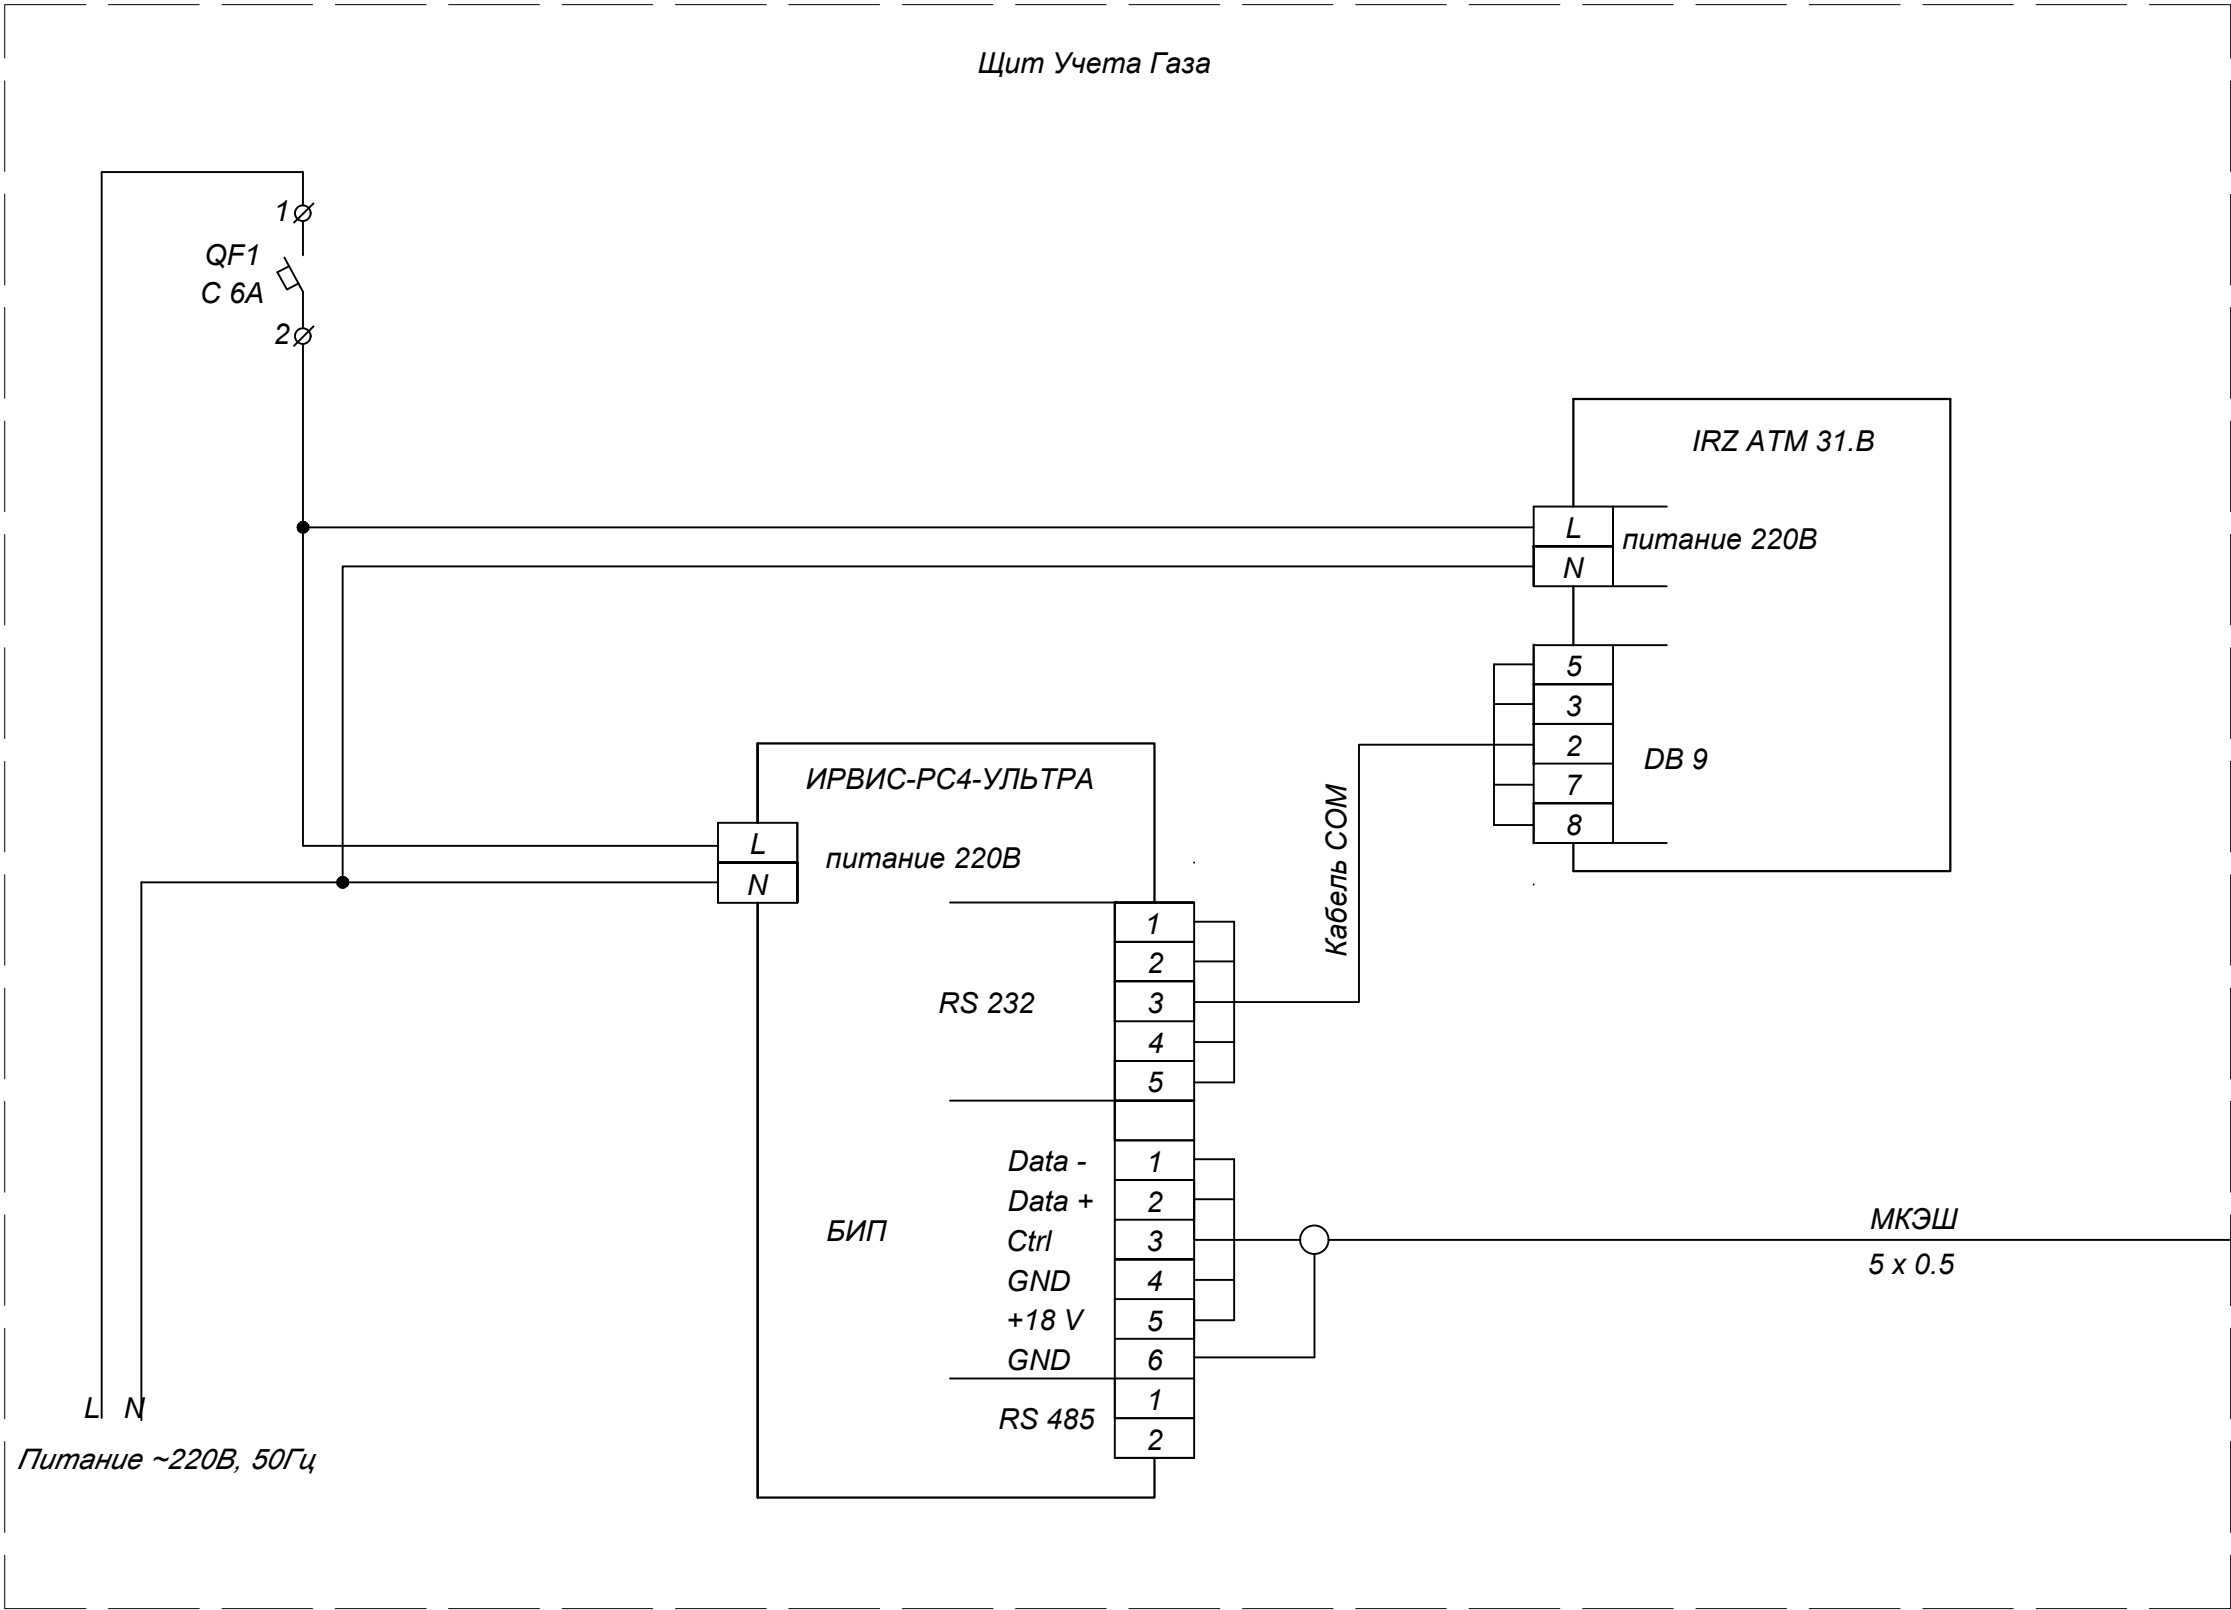 Щит Учета Газа
1
QF1
C 6A
2
IRZ ATM 31.B
L
питание 220В
N
5
3
2
DB 9
7
8
Кабель COM
ИРВИС-РС4-УЛЬТРА
L
питание 220В
N
1
2
RS 232
3
4
5
Data -
1
Data +
2
БИП
Ctrl
3
GND
4
+18 V
5
GND
6
1
RS 485
2
МКЭШ
5 x 0.5
L N
Питание ~220В, 50Гц